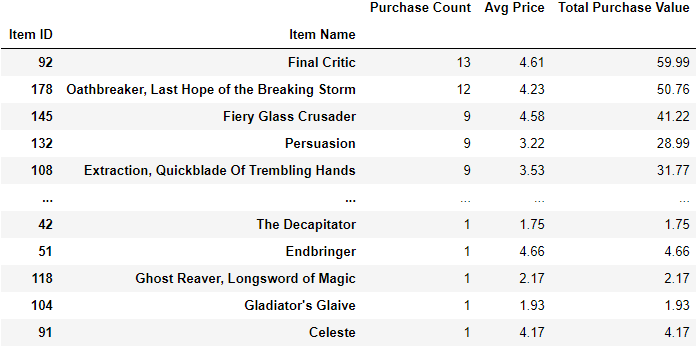 Purchase Count Avg Price Total Purchase Value
Item ID Item Name
92 Final Critic 13 4.61 59.99
178 Oathbreaker, Last Hope of the Breaking Storm 12 4.23 50.76
145 Fiery Glass Crusader 9 4.58 41.22
132 Persuasion 9 3.22 28.99
108 Extraction, Quickblade Of Trembling Hands 9 3.53 31.77
... ... ... ... ...
42 The Decapitator 1 1.75 1.75
51 Endbringer 1 4.66 4.66
118 Ghost Reaver, Longsword of Magic 1 2.17 2.17
104 Gladiator's Glaive 1 1.93 1.93
91 Celeste 1 4.17 4.17